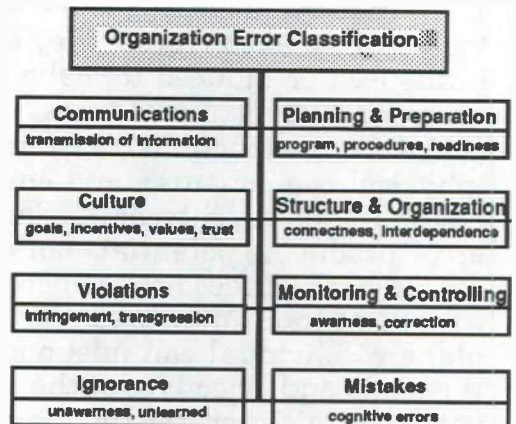 Organization Error Classification
Communications
transmission of information
Planning & Preparation
program, procedures, readiness
Culture
goals, incentives, values, trust
Structure & Organization
connectness, interdependence
Violations
infringement, transgression
Monitoring & Controlling
awarness, correction
Ignorance
unawarness, unlearned
Mistakes
cognitive errors